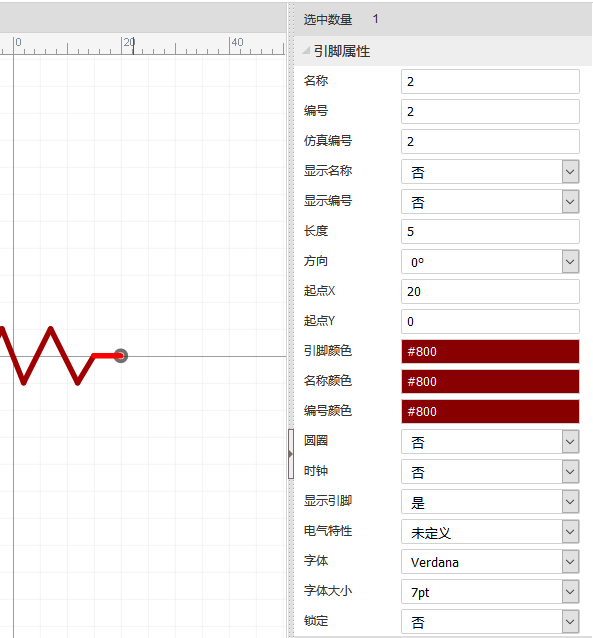 选中数量 1
0 20 40
引脚属性
名称 2
编号 2
仿真编号 2
显示名称 否
显示编号 否
长度 5
方向 0º
起点X 20
起点Y 0
引脚颜色 #800
名称颜色 #800
编号颜色 #800
圆圈 否
时钟 否
显示引脚 是
电气特性 未定义
字体 Verdana
字体大小 7pt
锁定 否